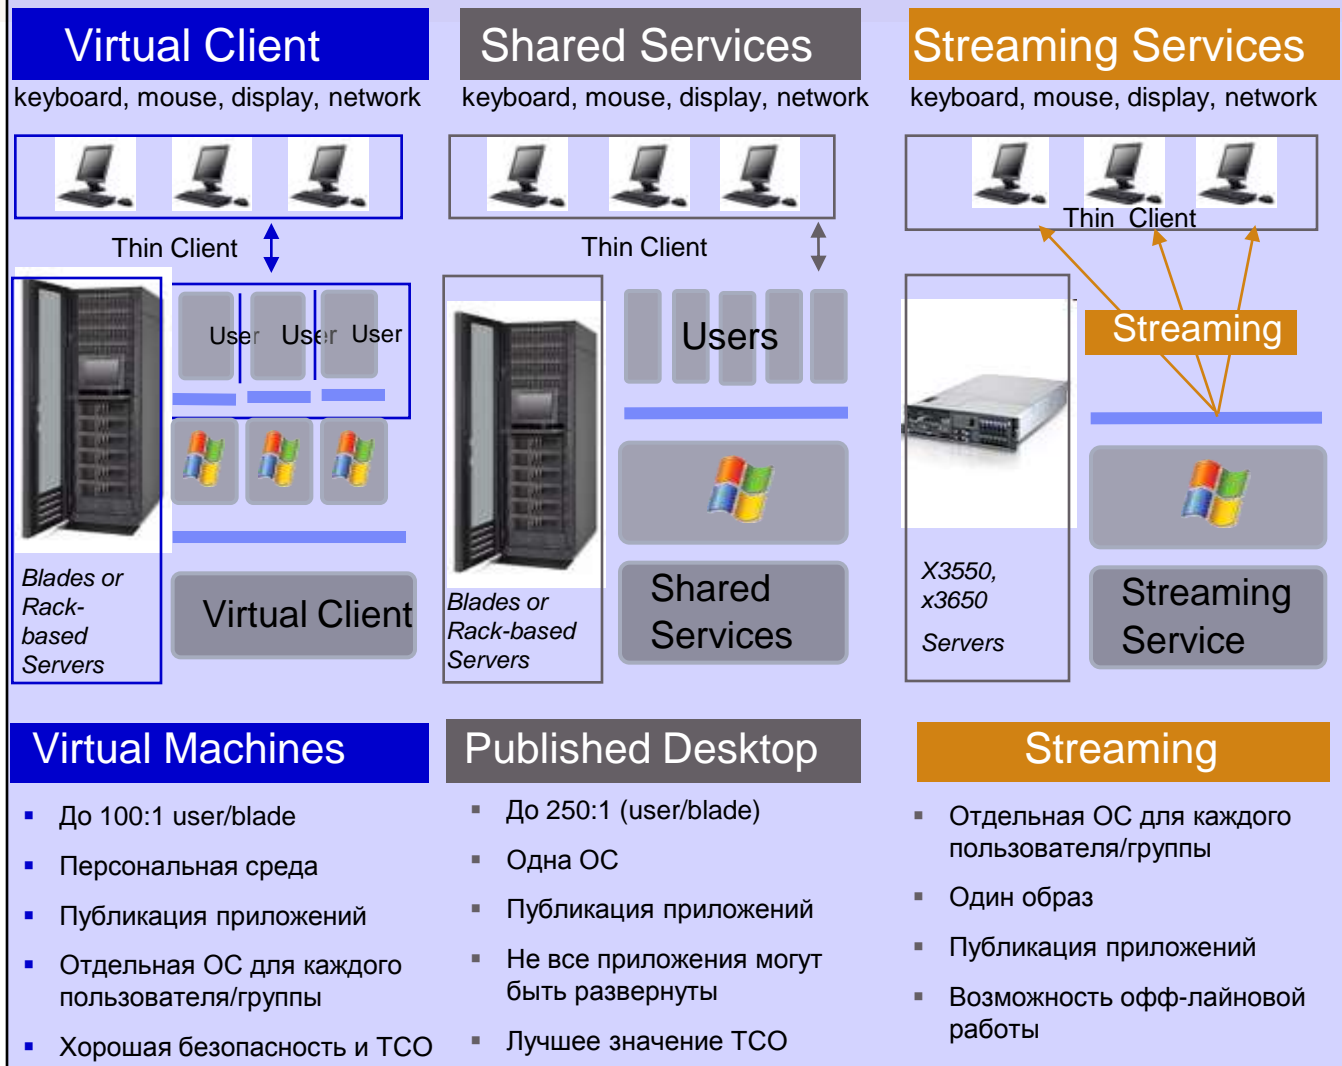 Virtual Client
keyboard, mouse, display, network
Thin Client
User User User
Blades or
Rack-
based
Servers
Virtual Client
Virtual Machines
До 100:1 user/blade
Персональная среда
Публикация приложений
Отдельная ОС для каждого
пользователя/группы
Хорошая безопасность и TCO
Shared Services
keyboard, mouse, display, network
Thin Client
Users
Blades or
Rack-based
Servers
Shared
Services
Published Desktop
До 250:1 (user/blade)
Одна ОС
Публикация приложений
Не все приложения могут
быть развернуты
Лучшее значение TCO
Streaming Services
keyboard, mouse, display, network
Thin Client
Streaming
X3550,
x3650
Servers
Streaming
Service
Streaming
Отдельная ОС для каждого
пользователя/группы
Один образ
Публикация приложений
Возможность офф-лайновой
работы